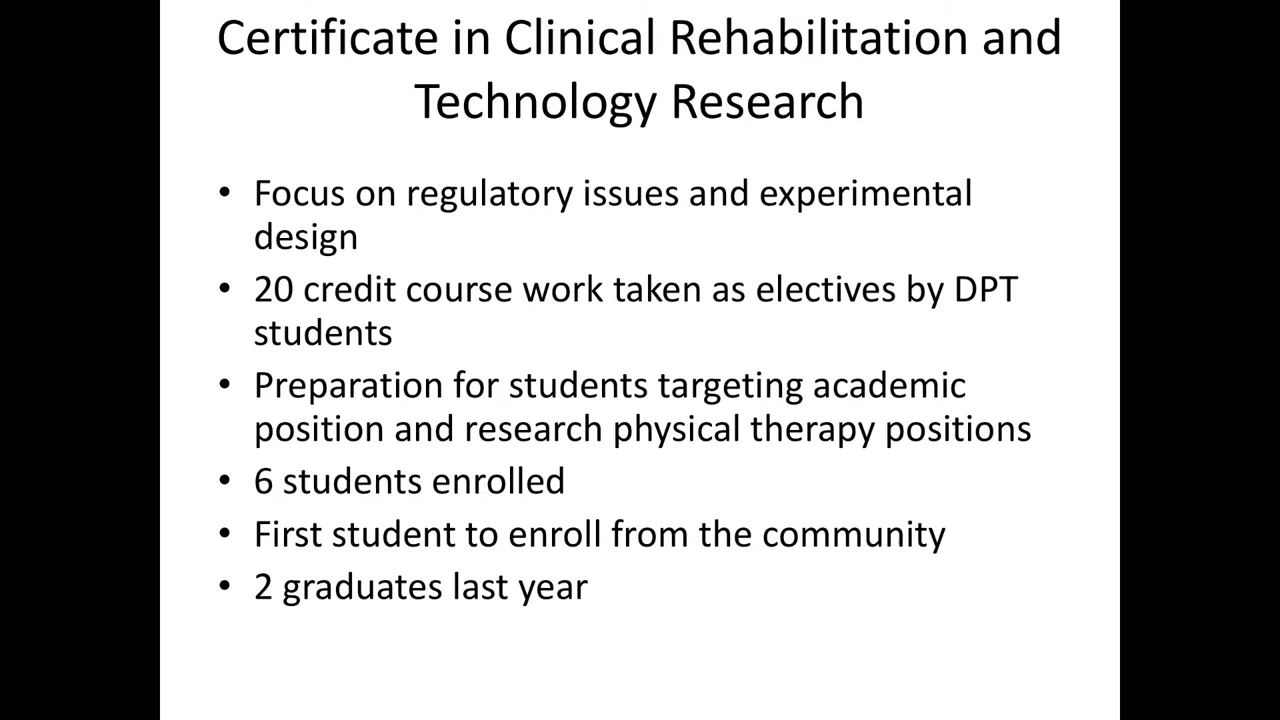 Certificate in Clinical Rehabilitation and
Technology Research
• Focus on regulatory issues and experimental
design
• 20 credit course work taken as electives by DPT
students
• Preparation for students targeting academic
position and research physical therapy positions
• 6 students enrolled
• First student to enroll from the community
• 2 graduates last year